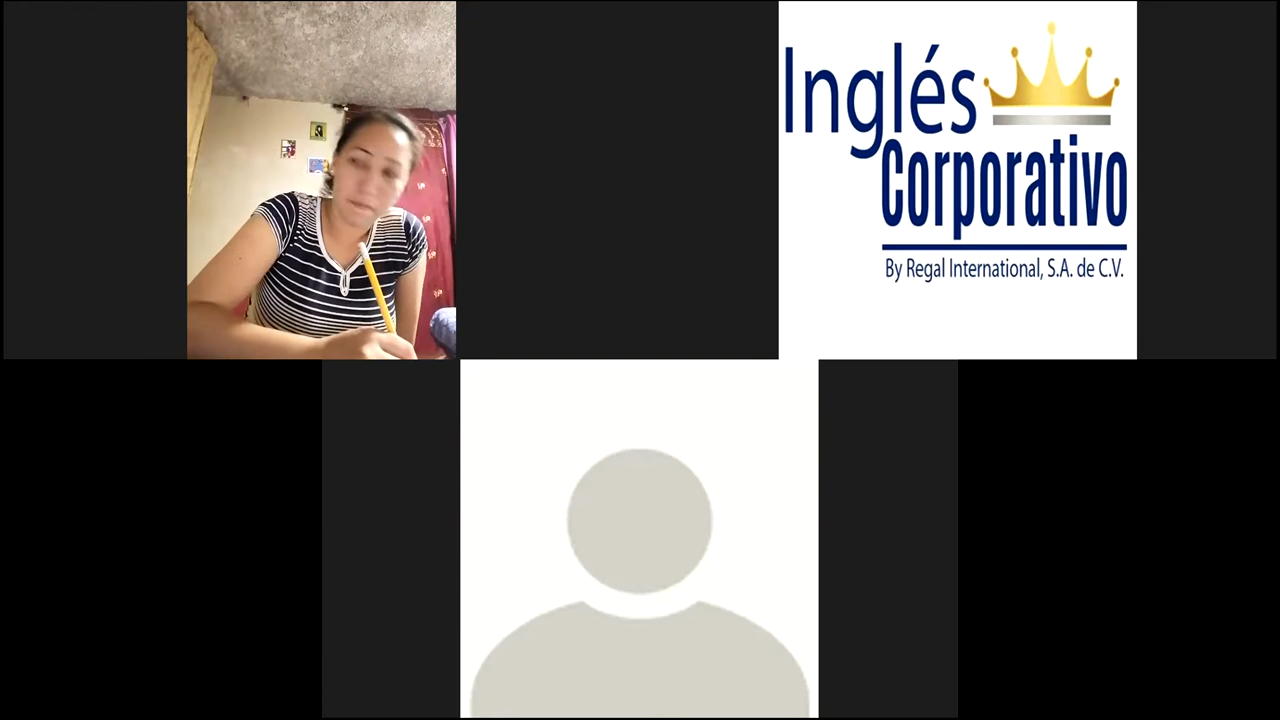 Inglés
Corporativo
By Regal International, S.A. de C.V.